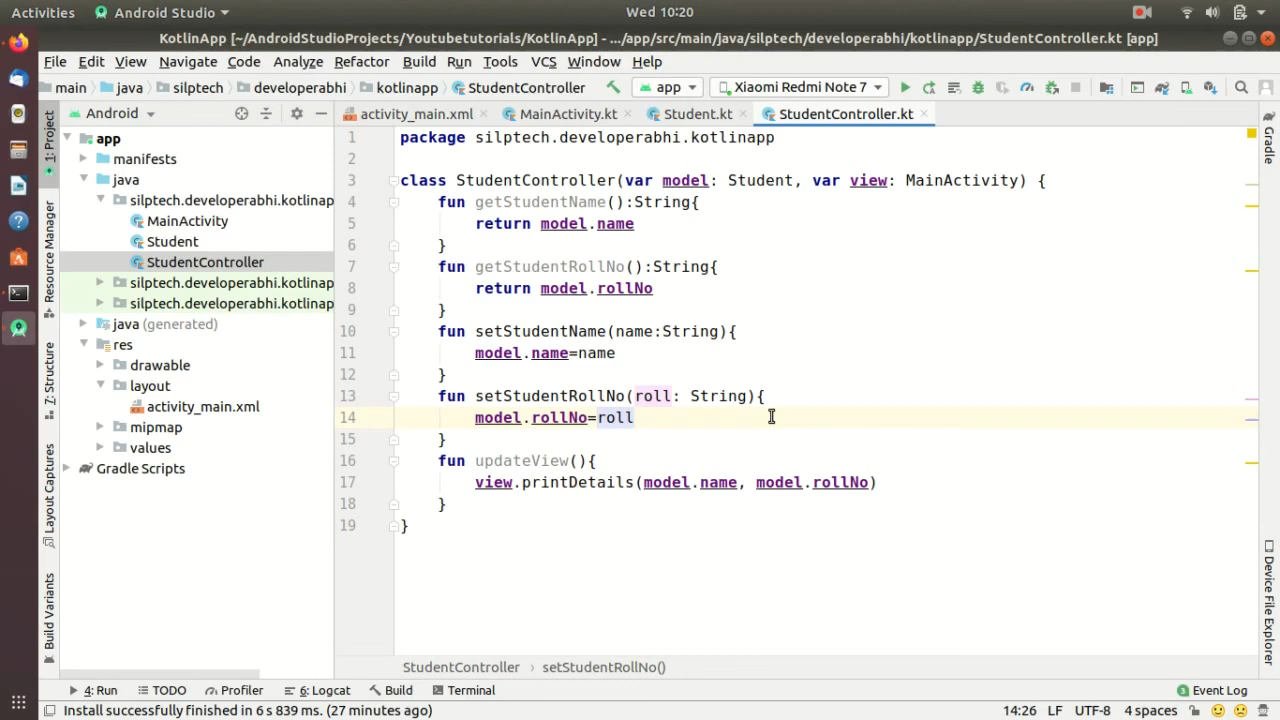 Activities Android Studio Wed 10:20
KotlinApp [~/AndroidStudioProjects/Youbetutorials/KotlinApp] - .../app/src/main/java/silptech/developerabhi/kotlinapp/StudentController.kt [app]
File Edit View Navigate Code Analyze Refactor Build Run Tools VCS Window Help
main java silptech developerabhi kotlinapp StudentController app Xiaomi Redmi Note 7
Android activity_main.xml MainActivity.kt Student.kt StudentController.kt
1: Project
Resource Manager
7: Structure
Layout Captures
Build Variants
app
manifests
java
silptech.developerabhi.kotlinap
MainActivity
Student
StudentController
silptech.developerabhi.kotlinap
silptech.developerabhi.kotlinap
java (generated)
res
drawable
layout
activity_main.xml
mipmap
values
Gradle Scripts
1 package silptech.developerabhi.kotlinapp
2
3 class StudentController(var model: Student, var view: MainActivity) {
4 fun getStudentName():String{
5 return model.name
6 }
7 fun getStudentRollNo():String{
8 return model.rollNo
9 }
10 fun setStudentName(name:String){
11 model.name=name
12 }
13 fun setStudentRollNo(roll: String){
14 model.rollNo=roll
15 }
16 fun updateView(){
17 view.printDetails(model.name, model.rollNo)
18 }
19 }
StudentController › setStudentRollNo()
Gradle
Device File Explorer
4: Run TODO Profiler 6: Logcat Build Terminal 3 Event Log
Install successfully finished in 6 s 839 ms. (27 minutes ago) 14:26 LF UTF-8 4 spaces